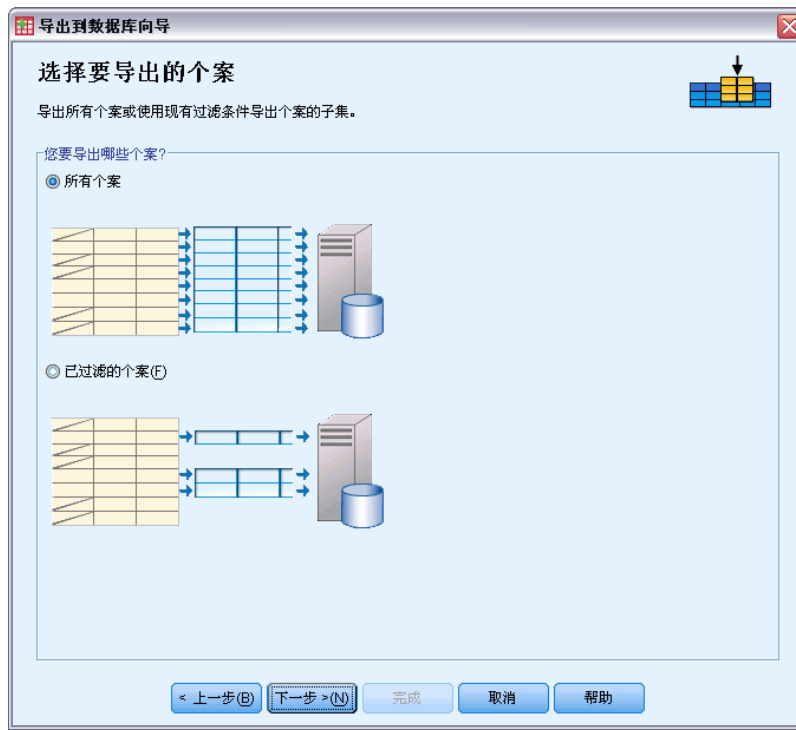 导出到数据库向导
选择要导出的个案
导出所有个案或使用现有过滤条件导出个案的子集。
您要导出哪些个案?
所有个案
已过滤的个案(F)
< 上一步(B)
下一步 >(N)
完成
取消
帮助